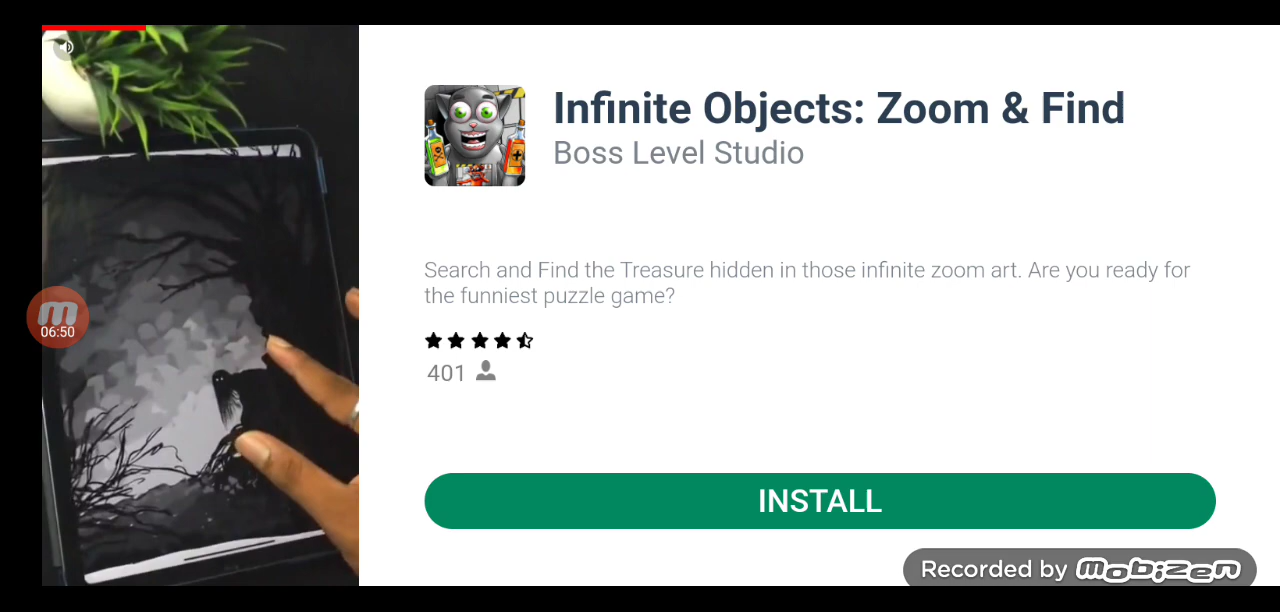 Infinite Objects: Zoom & Find
Boss Level Studio
Search and Find the Treasure hidden in those infinite zoom art. Are you ready for
the funniest puzzle game?
401
06:50
INSTALL
Recorded by mobizen